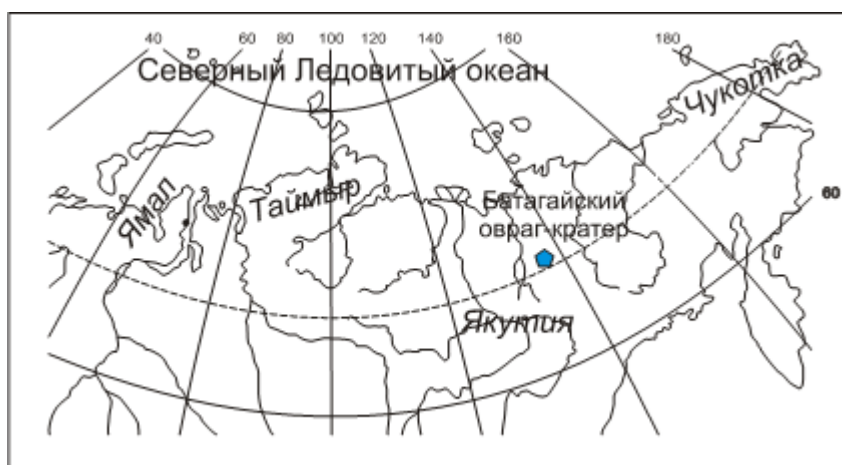 40 60 80 100 120 140 160 180
Северный Ледовитый океан
Чукотка
Ямал
Таймыр
Батагайский
овраг-кратер
60
Якутия